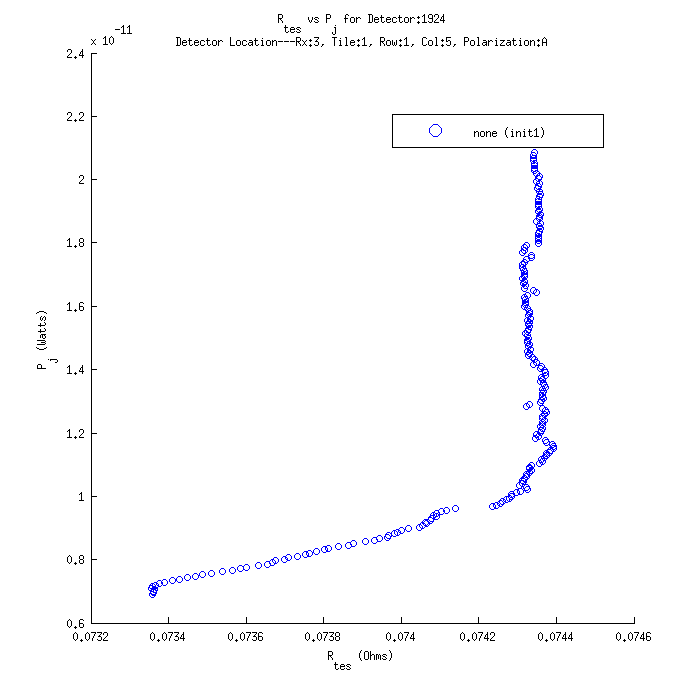 R_tes vs P_j for Detector:1924
Detector Location---Rx:3, Tile:1, Row:1, Col:5, Polarization:A
x 10^-11
2.4
2.2
none (init1)
2
1.8
1.6
P_j (Watts)
1.4
1.2
1
0.8
0.6
0.0732 0.0734 0.0736 0.0738 0.074 0.0742 0.0744 0.0746
R_tes (Ohms)